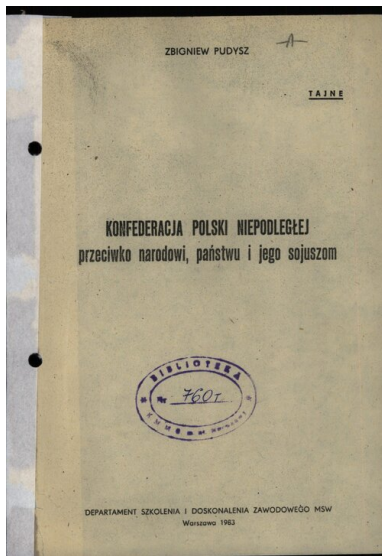 ZBIGNIEW PUDYSZ
TAJNE
KONFEDERACJA POLSKI NIEPODLEGŁEJ
przeciwko narodowi, państwu i jego sojuszom
BIBLIOTEKA
Nr 760T
DEPARTAMENT SZKOLENIA I DOSKONALENIA ZAWODOWEGO MSW
Warszawa 1983